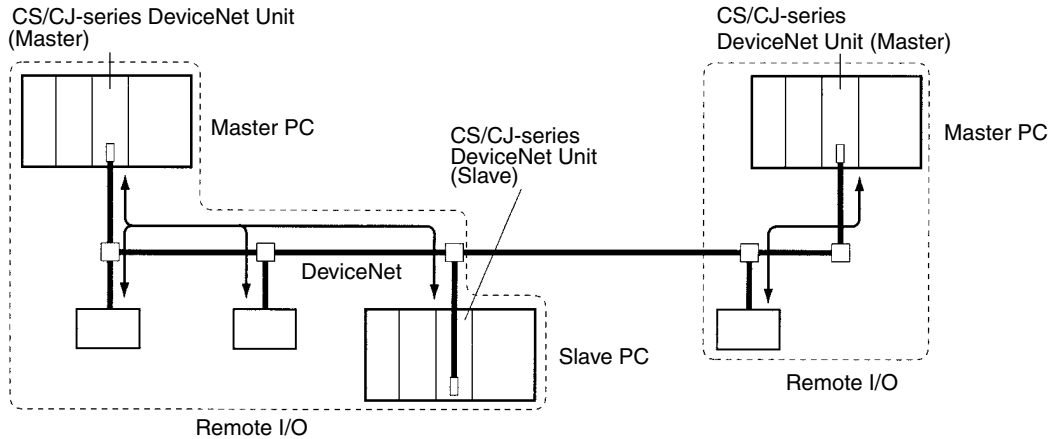 CS/CJ-series DeviceNet Unit
(Master)
Master PC
CS/CJ-series
DeviceNet Unit
(Slave)
DeviceNet
Slave PC
Remote I/O
CS/CJ-series
DeviceNet Unit (Master)
Master PC
Remote I/O